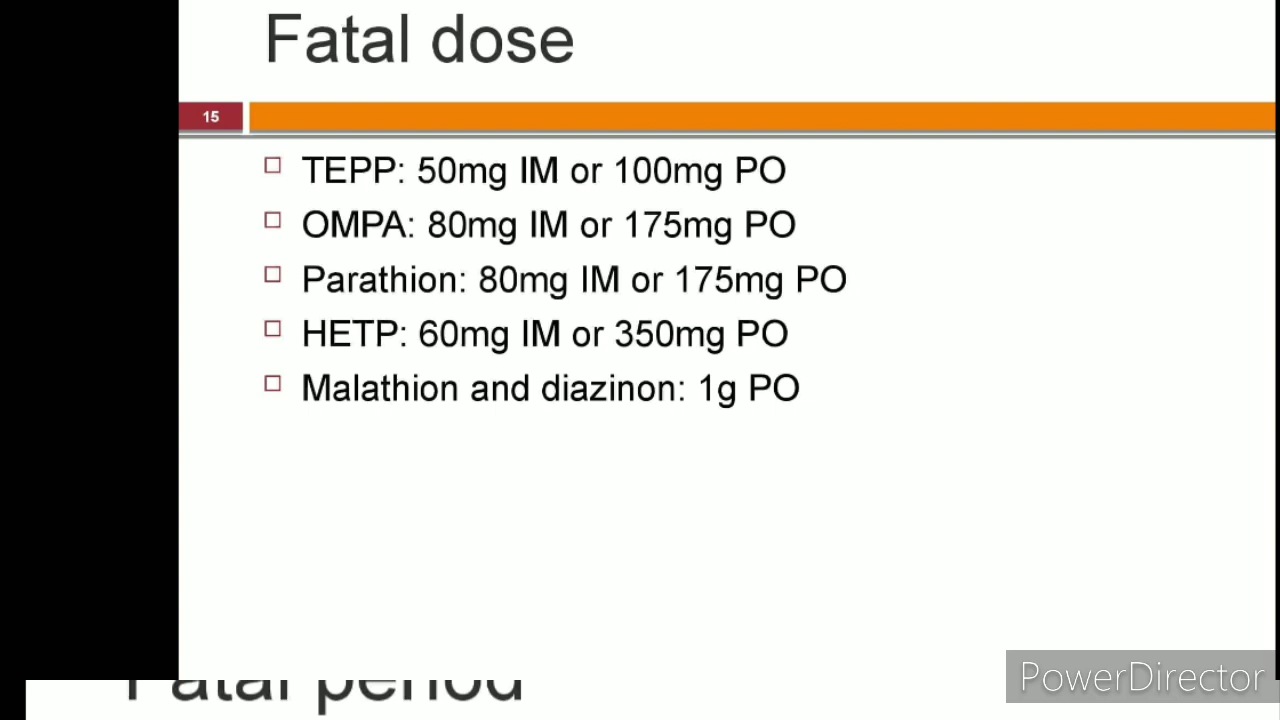 Fatal dose
15
TEPP: 50mg IM or 100mg PO
OMPA: 80mg IM or 175mg PO
Parathion: 80mg IM or 175mg PO
HETP: 60mg IM or 350mg PO
Malathion and diazinon: 1g PO
Fatal period
PowerDirector